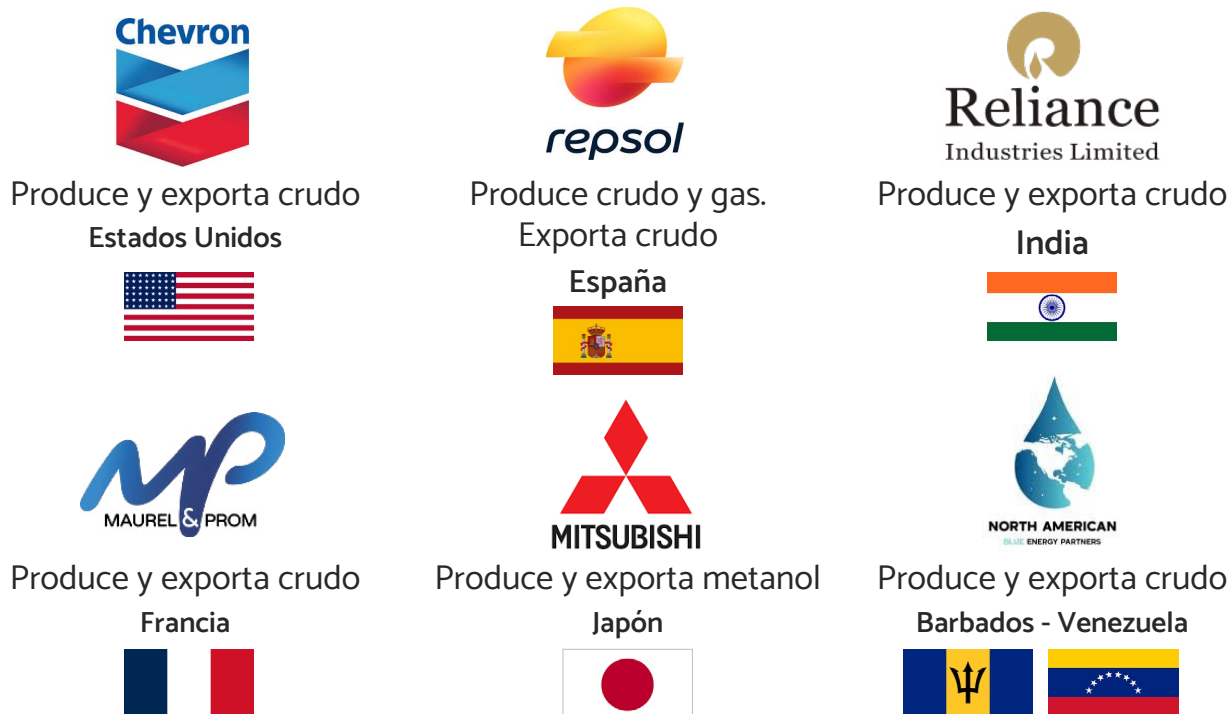 Chevron
Produce y exporta crudo
Estados Unidos
repsol
Produce crudo y gas.
Exporta crudo
España
Reliance
Industries Limited
Produce y exporta crudo
India
MAUREL & PROM
Produce y exporta crudo
Francia
MITSUBISHI
Produce y exporta metanol
Japón
NORTH AMERICAN
BLUE ENERGY PARTNERS
Produce y exporta crudo
Barbados - Venezuela